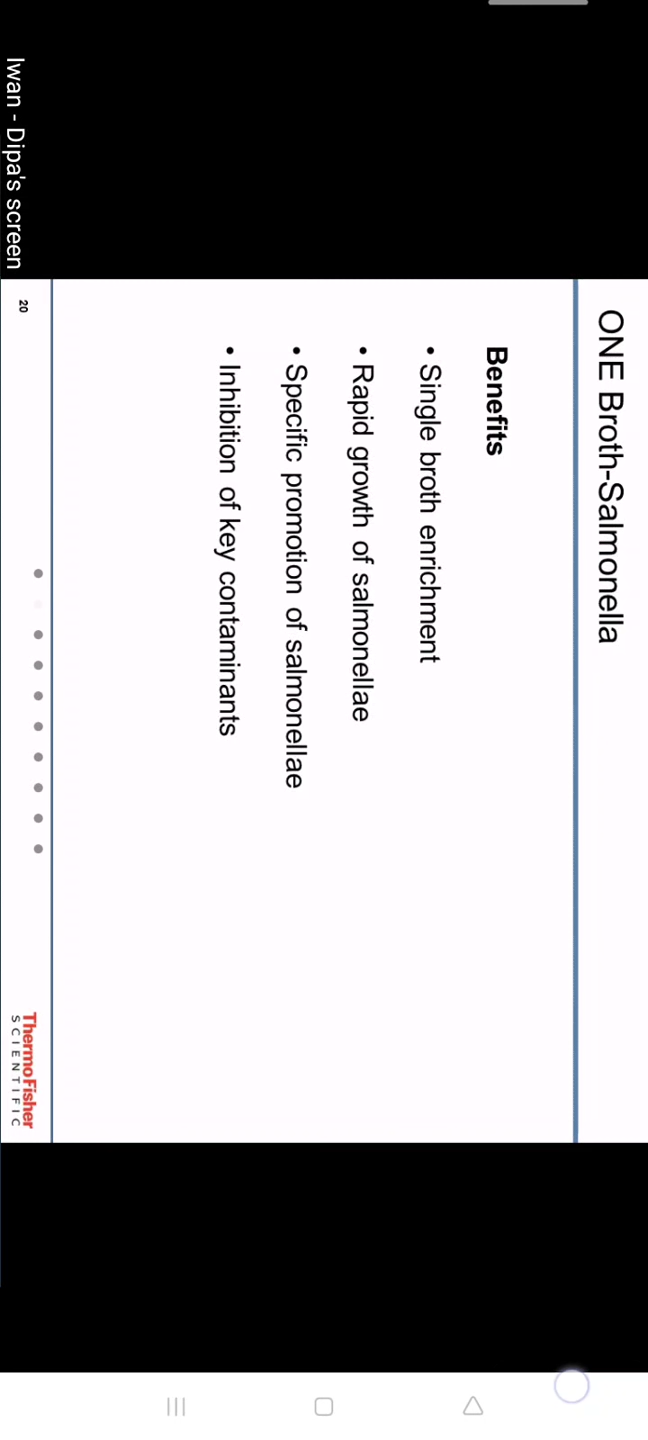 ONE Broth-Salmonella
Benefits
• Single broth enrichment
• Rapid growth of salmonellae
• Specific promotion of salmonellae
• Inhibition of key contaminants
20
ThermoFisher
SCIENTIFIC
Iwan - Dipa's screen